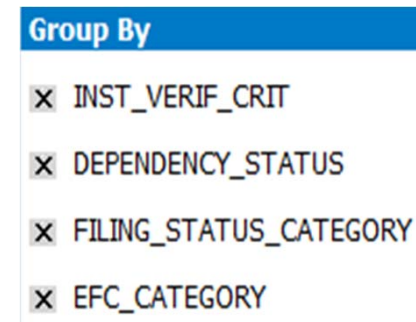 Group By
INST_VERIF_CRIT
DEPENDENCY_STATUS
FILING_STATUS_CATEGORY
EFC_CATEGORY